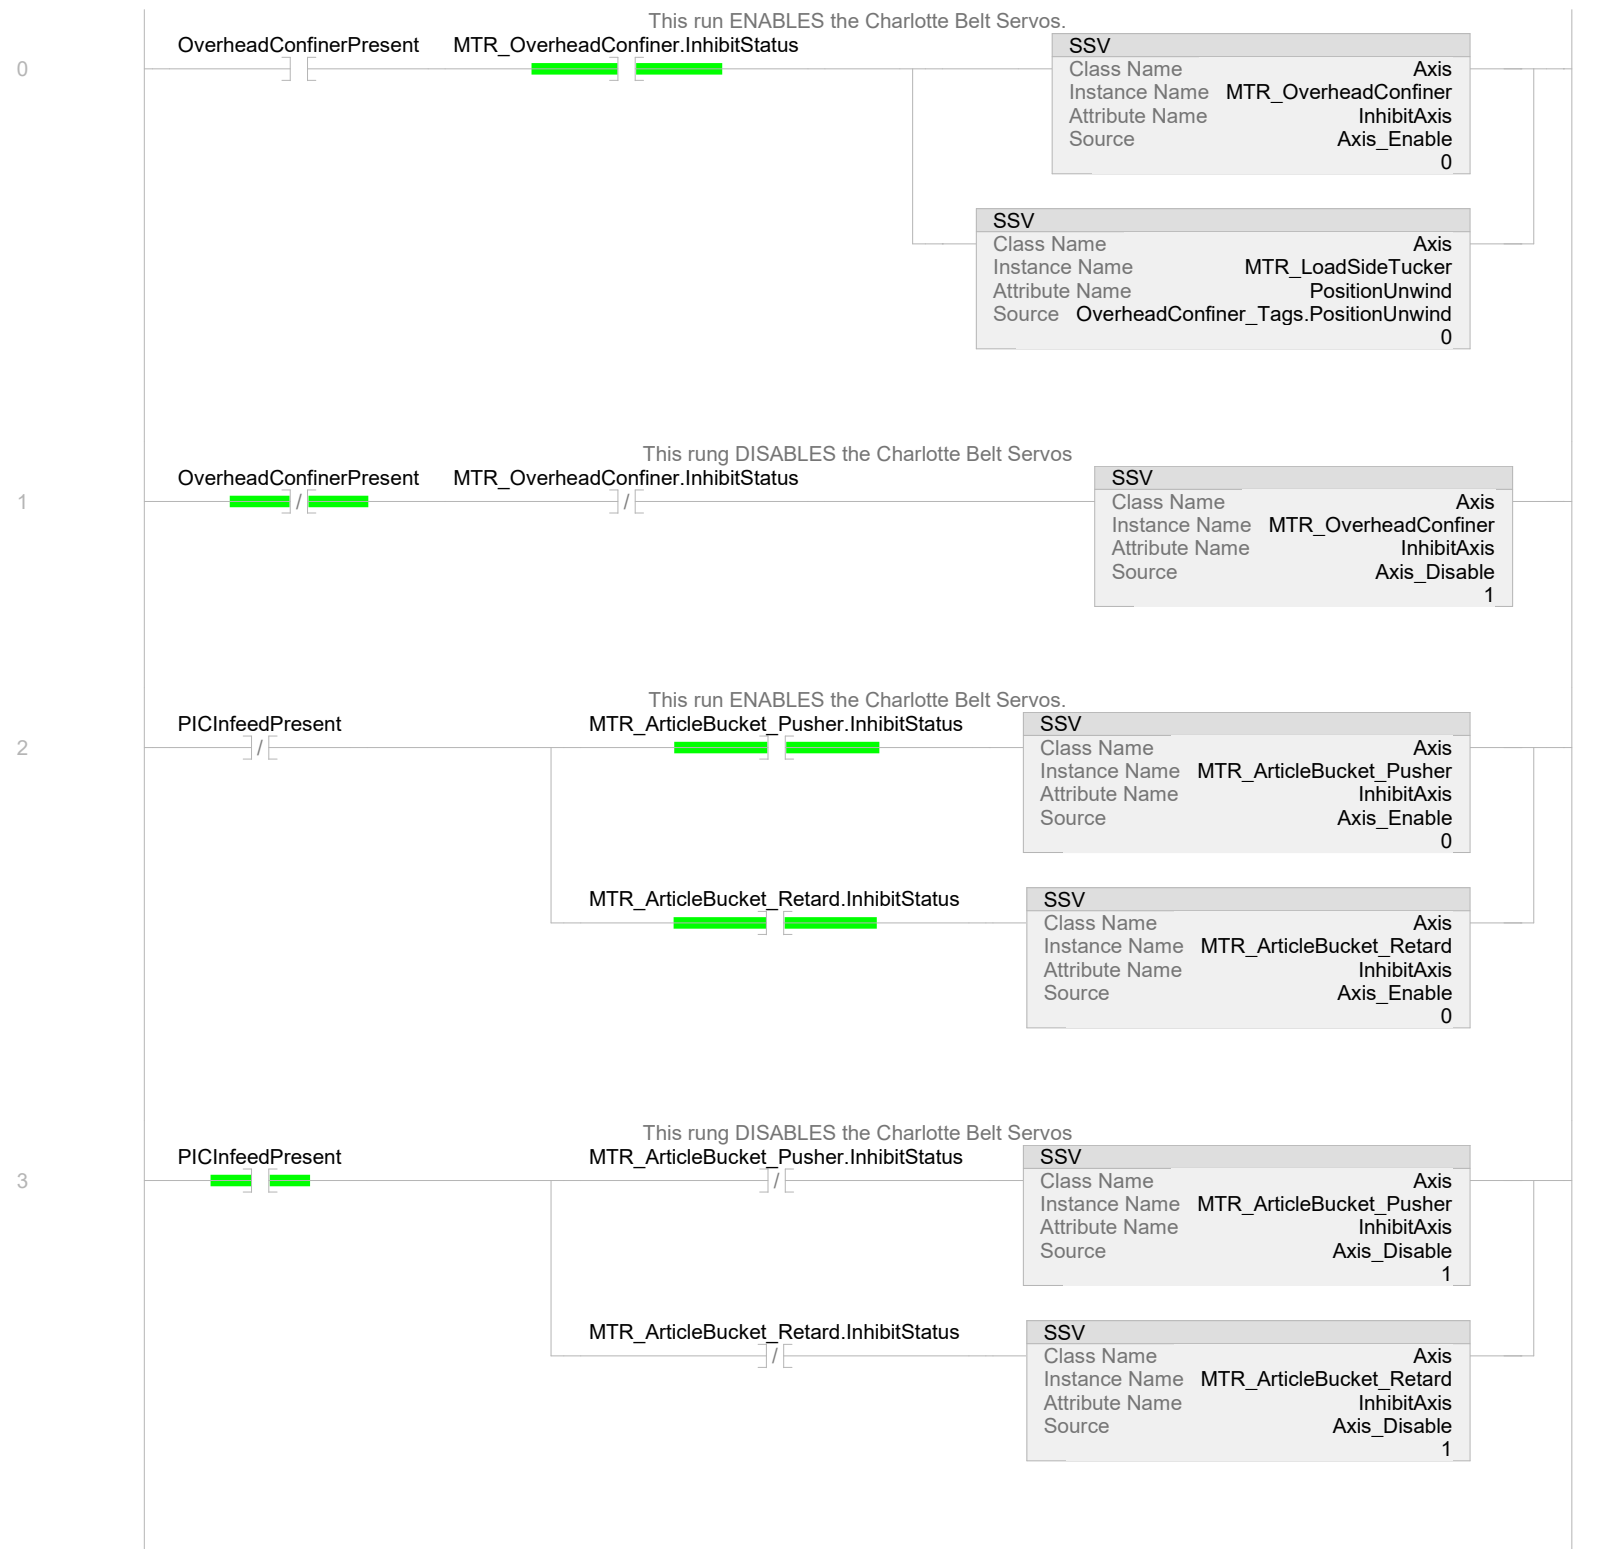 This run ENABLES the Charlotte Belt Servos.
OverheadConfinerPresent MTR_OverheadConfiner.InhibitStatus
0
SSV
Class Name Axis
Instance Name MTR_OverheadConfiner
Attribute Name InhibitAxis
Source Axis_Enable
0
SSV
Class Name Axis
Instance Name MTR_LoadSideTucker
Attribute Name PositionUnwind
Source OverheadConfiner_Tags.PositionUnwind
0
This rung DISABLES the Charlotte Belt Servos
OverheadConfinerPresent MTR_OverheadConfiner.InhibitStatus
1
/ /
SSV
Class Name Axis
Instance Name MTR_OverheadConfiner
Attribute Name InhibitAxis
Source Axis_Disable
1
This run ENABLES the Charlotte Belt Servos.
PICInfeedPresent MTR_ArticleBucket_Pusher.InhibitStatus
2
/
SSV
Class Name Axis
Instance Name MTR_ArticleBucket_Pusher
Attribute Name InhibitAxis
Source Axis_Enable
0
MTR_ArticleBucket_Retard.InhibitStatus
SSV
Class Name Axis
Instance Name MTR_ArticleBucket_Retard
Attribute Name InhibitAxis
Source Axis_Enable
0
This rung DISABLES the Charlotte Belt Servos
PICInfeedPresent MTR_ArticleBucket_Pusher.InhibitStatus
3
/
SSV
Class Name Axis
Instance Name MTR_ArticleBucket_Pusher
Attribute Name InhibitAxis
Source Axis_Disable
1
MTR_ArticleBucket_Retard.InhibitStatus
/
SSV
Class Name Axis
Instance Name MTR_ArticleBucket_Retard
Attribute Name InhibitAxis
Source Axis_Disable
1